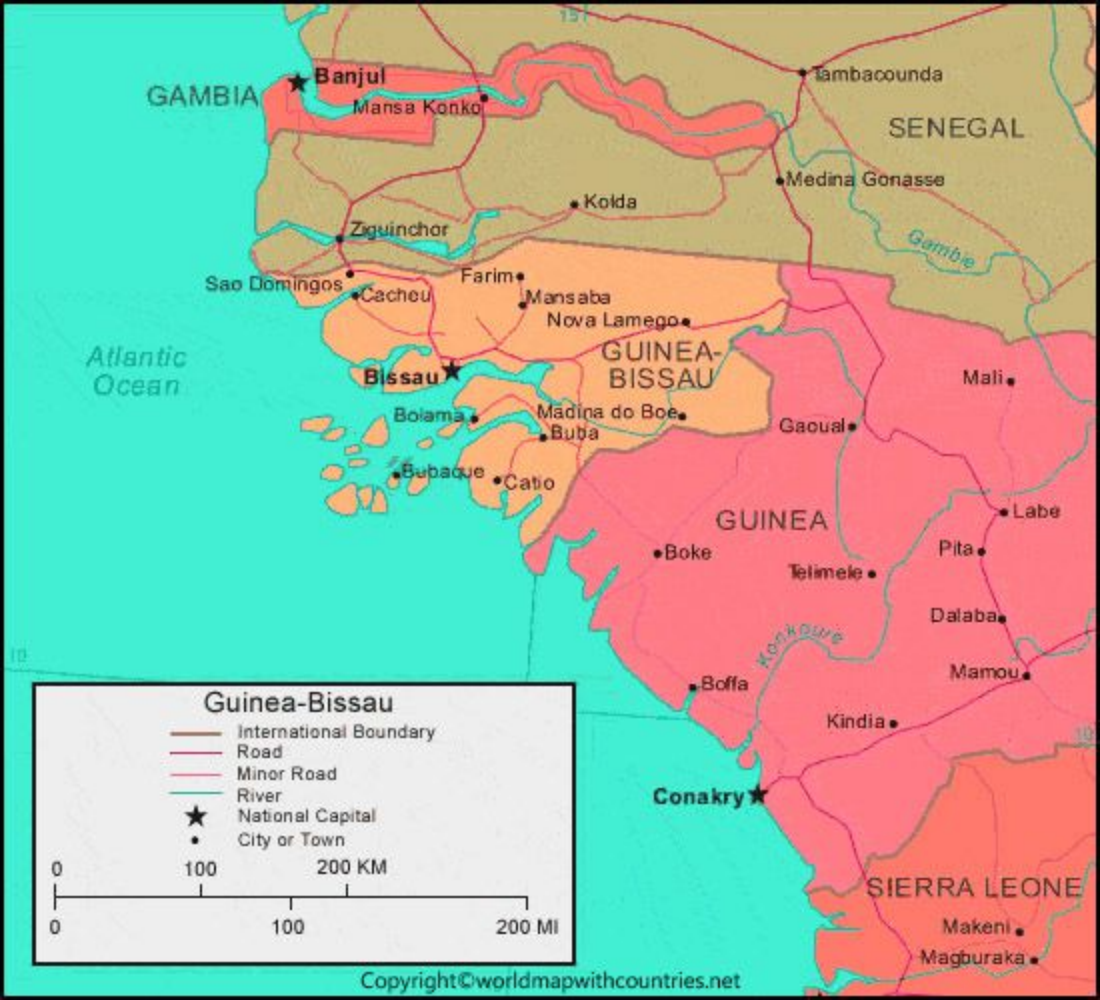 15
Banjul
GAMBIA
Mansa Konko
Tambacounda
SENEGAL
Medina Gonasse
Kolda
Ziguinchor
Gambie
Sao Domingos
Farim
Cacheu
Mansaba
Nova Lamego
GUINEA-
BISSAU
Atlantic
Ocean
Bissau
Mali
Bolama
Madina do Boe
Buba
Gaoual
Bubaque
Catio
GUINEA
Labe
Boke
Pita
Telimele
Dalaba
Konkoure
10
Mamou
Boffa
Kindia
10
Conakry
SIERRA LEONE
Makeni
Magburaka
Guinea-Bissau
International Boundary
Road
Minor Road
River
National Capital
City or Town
0 100 200 KM
0 100 200 MI
Copyright©worldmapwithcountries.net